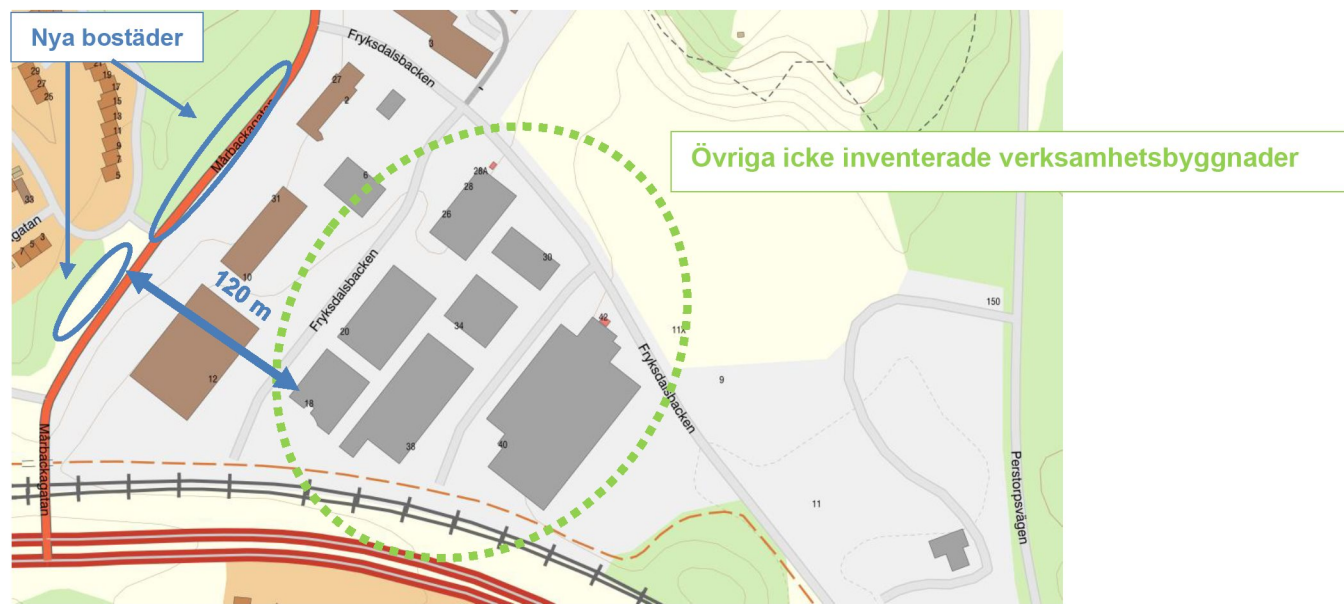 Nya bostäder
Övriga icke inventerade verksamhetsbyggnader
120 m
Fryksdalsbacken
Fryksdalsbacken
Fryksdalsbacken
Mårbackagatan
Mårbackagatan
Perstorpsvägen
agatan
3
27
2
6
31
10
12
28A
28
26
30
20
34
18
38
40
42
11X
9
11
150
29
27
25
21
19
17
15
13
11
9
7
5
33
7
5
3